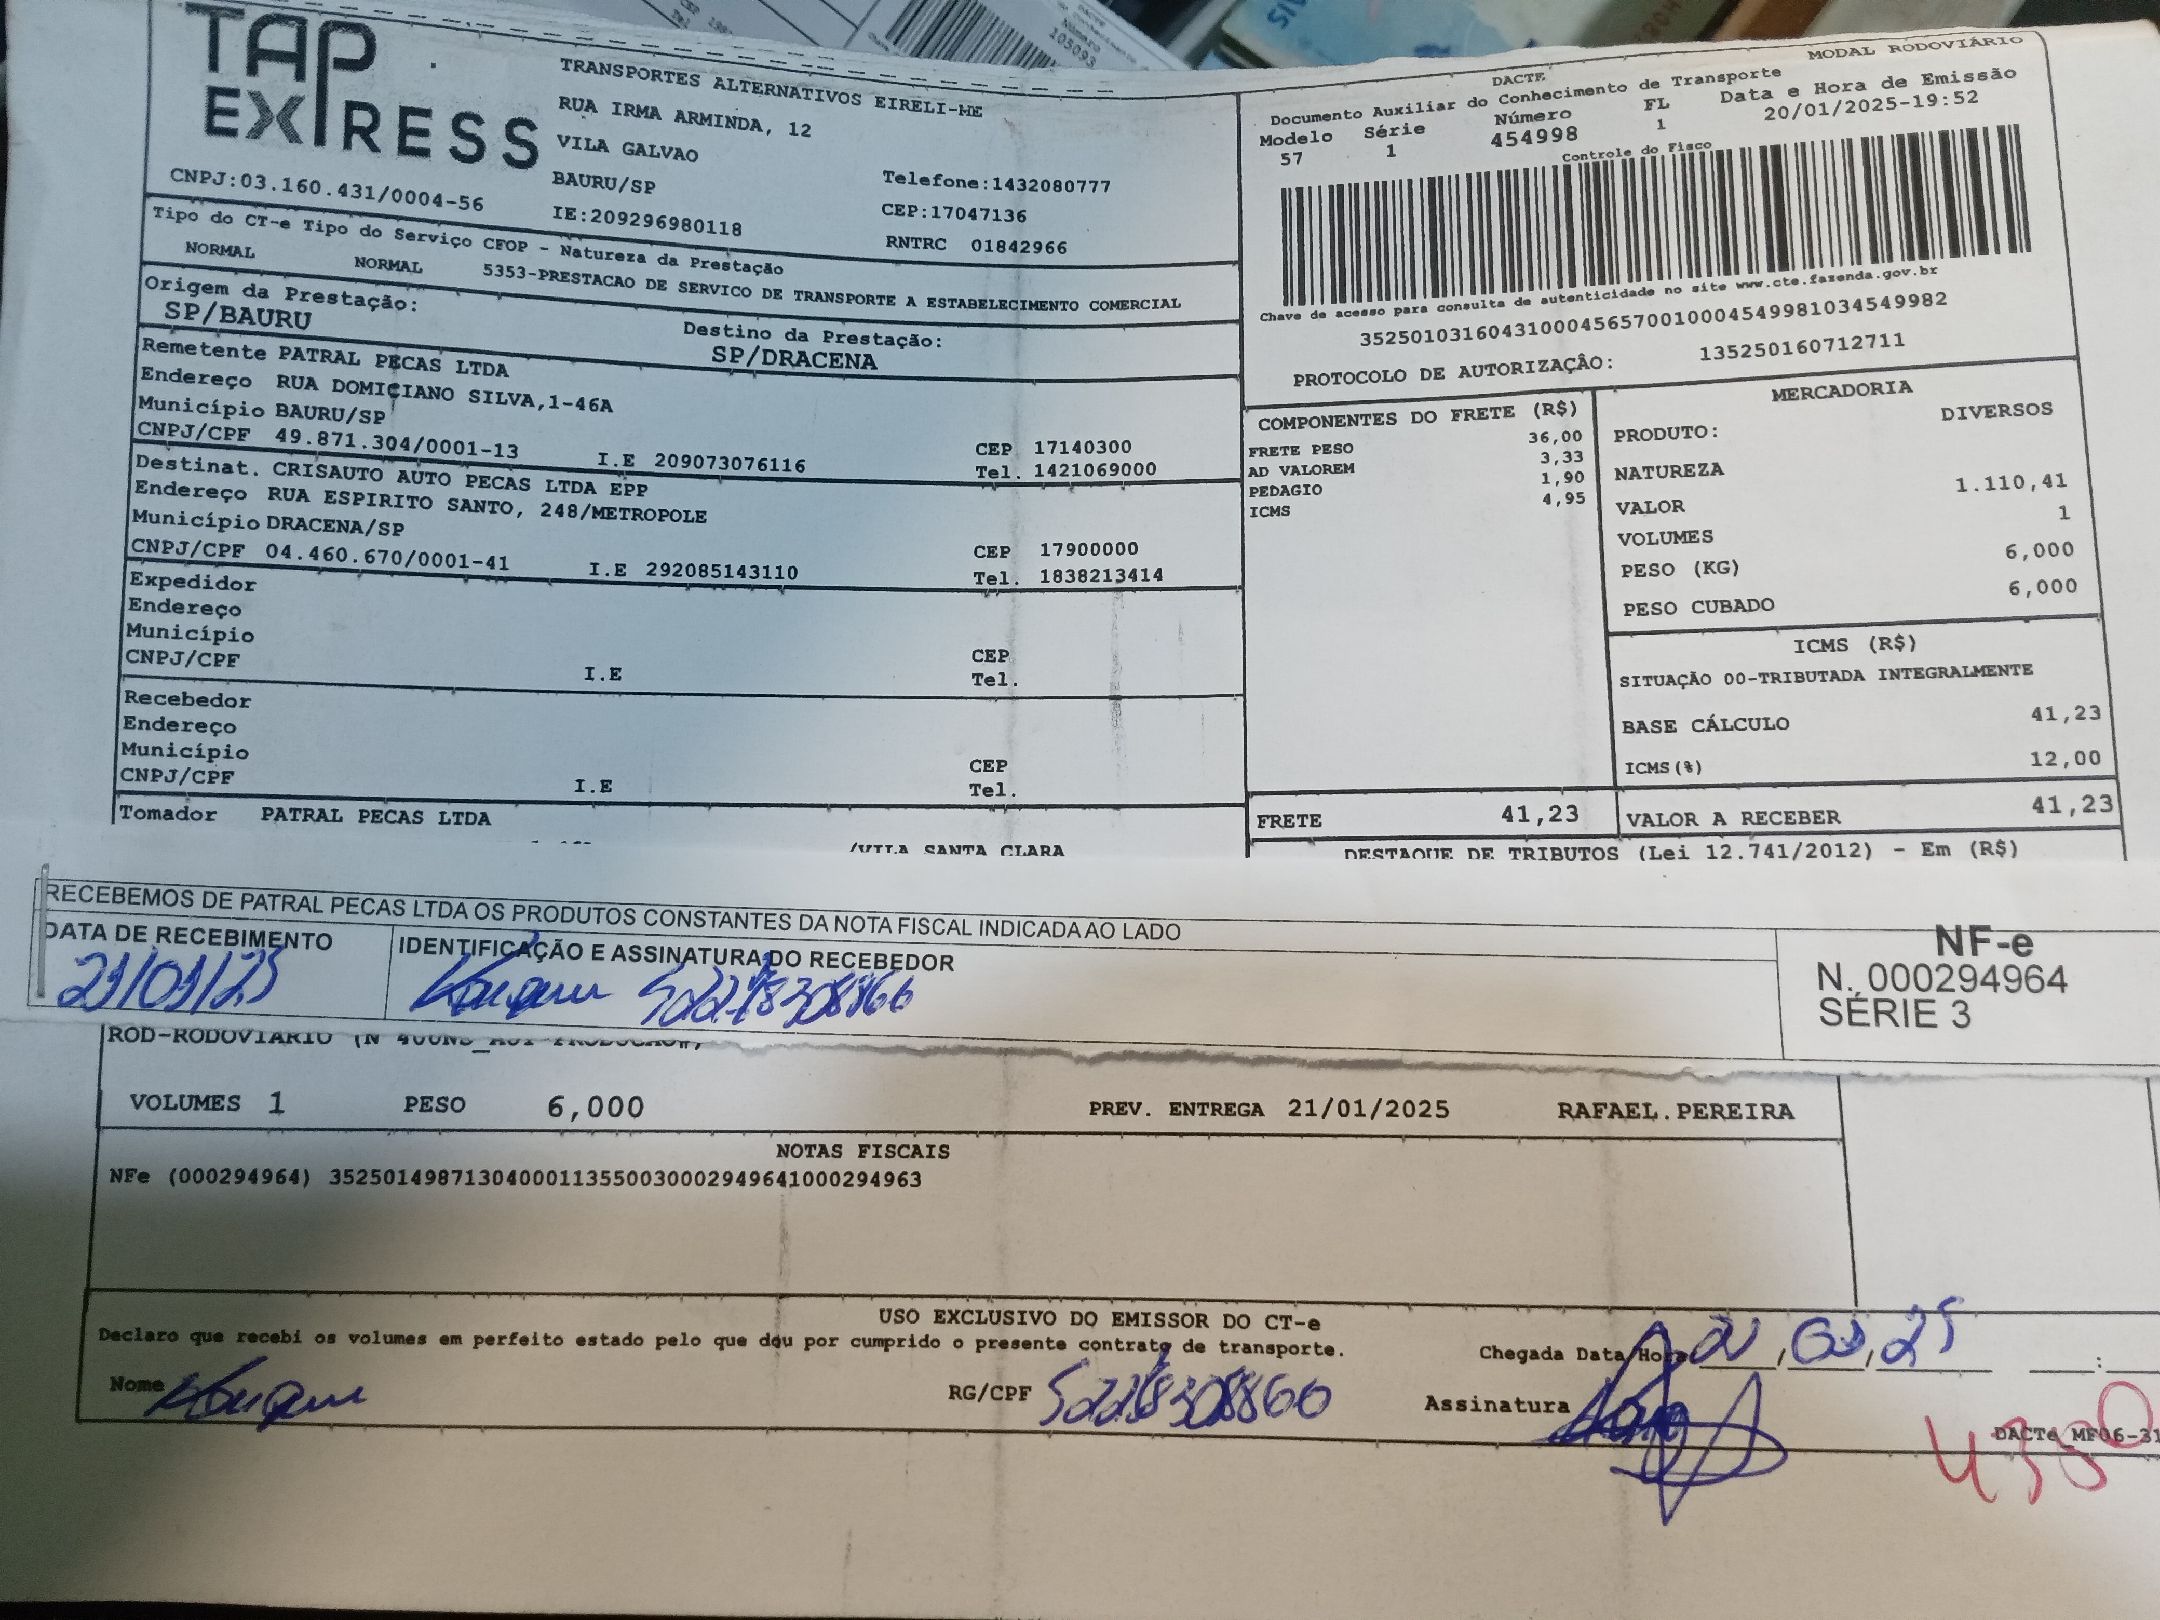 TAP EXPRESS
TRANSPORTES ALTERNATIVOS EIRELI-ME
RUA IRMA ARMINDA, 12
VILA GALVAO
BAURU/SP
Telefone:1432080777
CNPJ:03.160.431/0004-56
IE:209296980118
CEP:17047136
RNTRC 01842966
DACTE
MODAL RODOVIÁRIO
Documento Auxiliar do Conhecimento de Transporte
Modelo Série Número FL Data e Hora de Emissão
57 1 454998 1 20/01/2025-19:52
Controle do Fisco
Chave de acesso para consulta de autenticidade no site www.cte.fazenda.gov.br
35250103160431000456570010004549981034549982
PROTOCOLO DE AUTORIZAÇÂO: 135250160712711
Tipo do CT-e Tipo do Serviço CFOP - Natureza da Prestação
NORMAL NORMAL 5353-PRESTACAO DE SERVICO DE TRANSPORTE A ESTABELECIMENTO COMERCIAL
Origem da Prestação:
SP/BAURU
Destino da Prestação:
SP/DRACENA
Remetente PATRAL PECAS LTDA
Endereço RUA DOMICIANO SILVA,1-46A
Município BAURU/SP
CEP 17140300
CNPJ/CPF 49.871.304/0001-13 I.E 209073076116 Tel. 1421069000
Destinat. CRISAUTO AUTO PECAS LTDA EPP
Endereço RUA ESPIRITO SANTO, 248/METROPOLE
Município DRACENA/SP
CEP 17900000
CNPJ/CPF 04.460.670/0001-41 I.E 292085143110 Tel. 1838213414
Expedidor
Endereço
Município
CEP
CNPJ/CPF I.E Tel.
Recebedor
Endereço
Município
CEP
CNPJ/CPF I.E Tel.
Tomador PATRAL PECAS LTDA
/VILA SANTA CLARA
COMPONENTES DO FRETE (R$)
FRETE PESO 36,00
AD VALOREM 3,33
PEDAGIO 1,90
ICMS 4,95
FRETE 41,23
MERCADORIA
PRODUTO: DIVERSOS
NATUREZA
VALOR 1.110,41
VOLUMES 1
PESO (KG) 6,000
PESO CUBADO 6,000
ICMS (R$)
SITUAÇÃO 00-TRIBUTADA INTEGRALMENTE
BASE CÁLCULO 41,23
ICMS(%) 12,00
VALOR A RECEBER 41,23
DESTAQUE DE TRIBUTOS (Lei 12.741/2012) - Em (R$)
RECEBEMOS DE PATRAL PECAS LTDA OS PRODUTOS CONSTANTES DA NOTA FISCAL INDICADA AO LADO
DATA DE RECEBIMENTO
21/01/25
IDENTIFICAÇÃO E ASSINATURA DO RECEBEDOR
NF-e
N. 000294964
SÉRIE 3
ROD-RODOVIARIO
VOLUMES 1 PESO 6,000 PREV. ENTREGA 21/01/2025 RAFAEL.PEREIRA
NOTAS FISCAIS
NFe (000294964) 35250149871304000113550030002949641000294963
USO EXCLUSIVO DO EMISSOR DO CT-e
Declaro que recebi os volumes em perfeito estado pelo que dou por cumprido o presente contrato de transporte.
Chegada Data/Hora
Nome
RG/CPF
Assinatura
DACTe_MF06-31